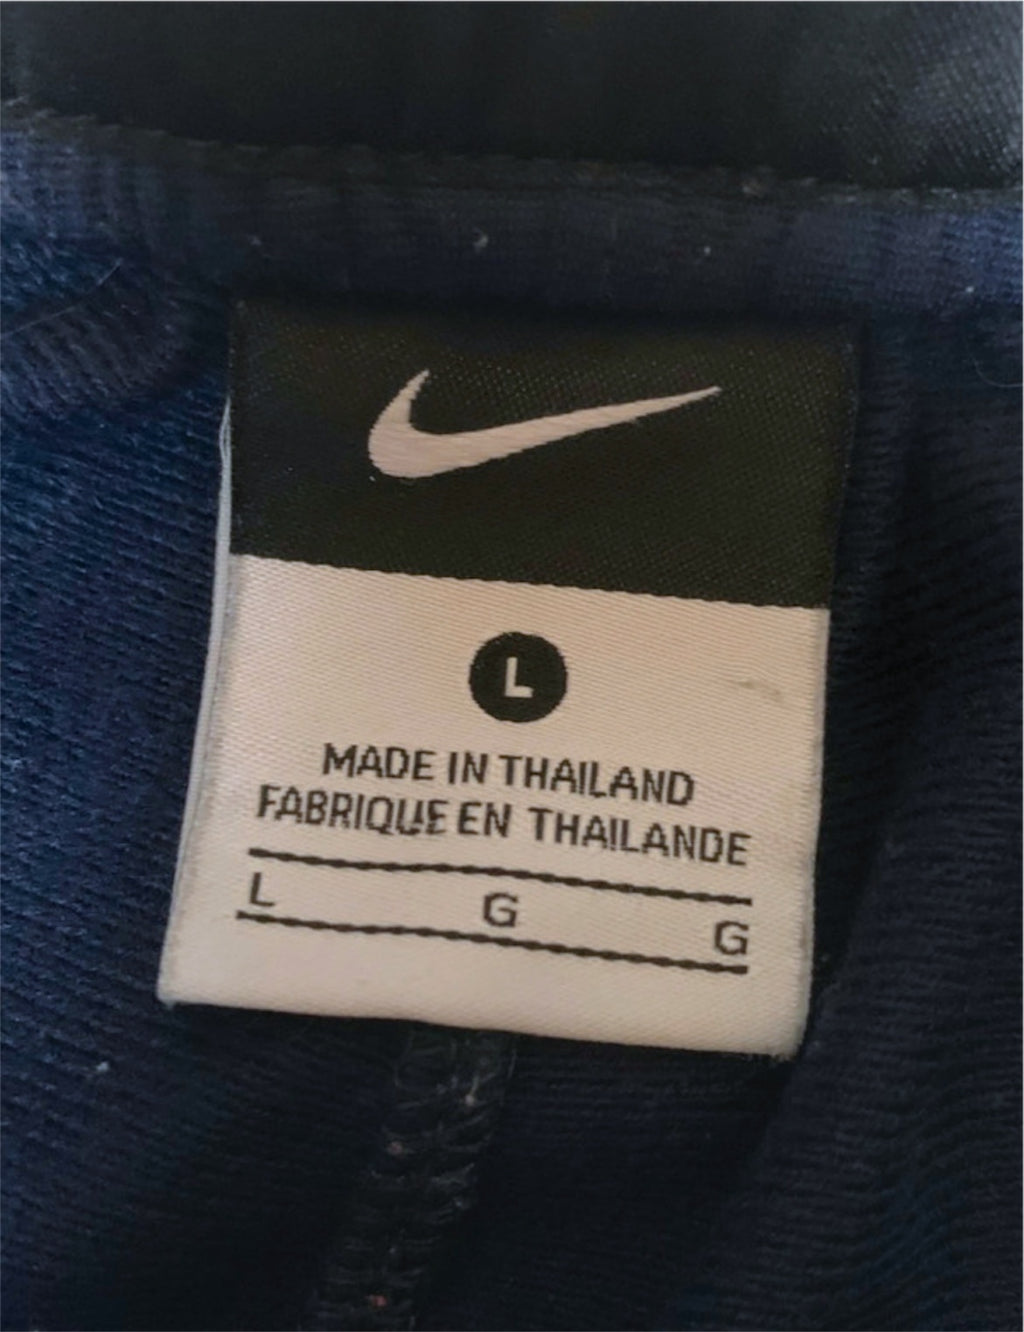 L
MADE IN THAILAND
FABRIQUE EN THAILANDE
L G G